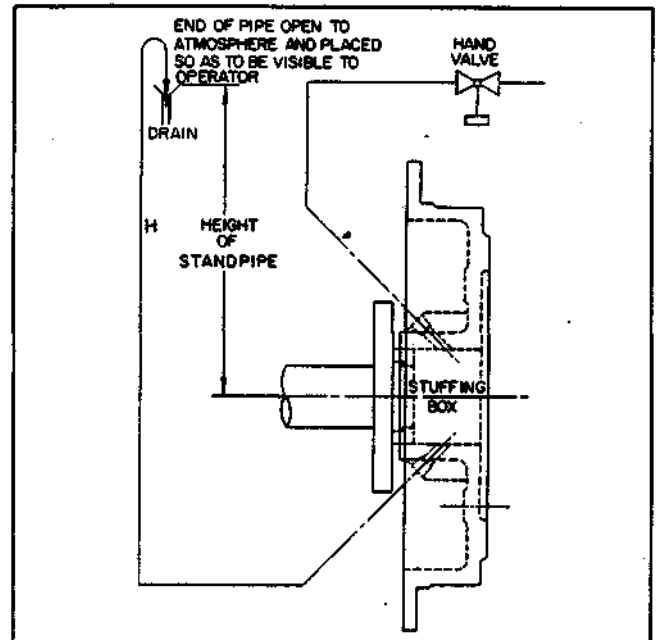 END OF PIPE OPEN TO
ATMOSPHERE AND PLACED
SO AS TO BE VISIBLE TO
OPERATOR
HAND
VALVE
DRAIN
H
HEIGHT
OF
STANDPIPE
STUFFING
BOX